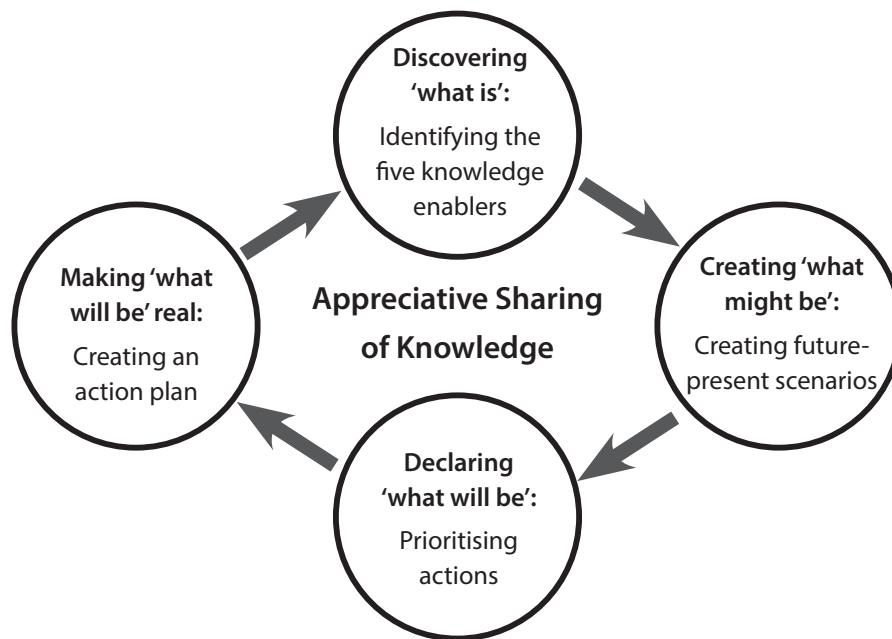 Discovering
‘what is’:
Identifying the
five knowledge
enablers
Creating ‘what
might be’:
Creating future-
present scenarios
Declaring
‘what will be’:
Prioritising
actions
Making ‘what
will be’ real:
Creating an
action plan
Appreciative Sharing
of Knowledge